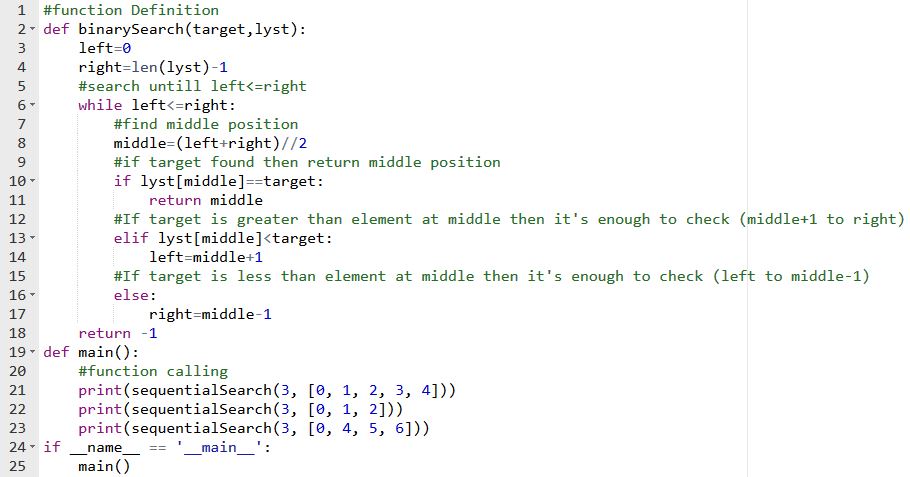 1 #function Definition
2 def binarySearch(target,lyst):
3     left=0
4     right=len(lyst)-1
5     #search untill left<=right
6     while left<=right:
7         #find middle position
8         middle=(left+right)//2
9         #if target found then return middle position
10         if lyst[middle]==target:
11             return middle
12         #If target is greater than element at middle then it's enough to check (middle+1 to right)
13         elif lyst[middle]<target:
14             left=middle+1
15         #If target is less than element at middle then it's enough to check (left to middle-1)
16         else:
17             right=middle-1
18     return -1
19 def main():
20     #function calling
21     print(sequentialSearch(3, [0, 1, 2, 3, 4]))
22     print(sequentialSearch(3, [0, 1, 2]))
23     print(sequentialSearch(3, [0, 4, 5, 6]))
24 if __name__ == '__main__':
25     main()